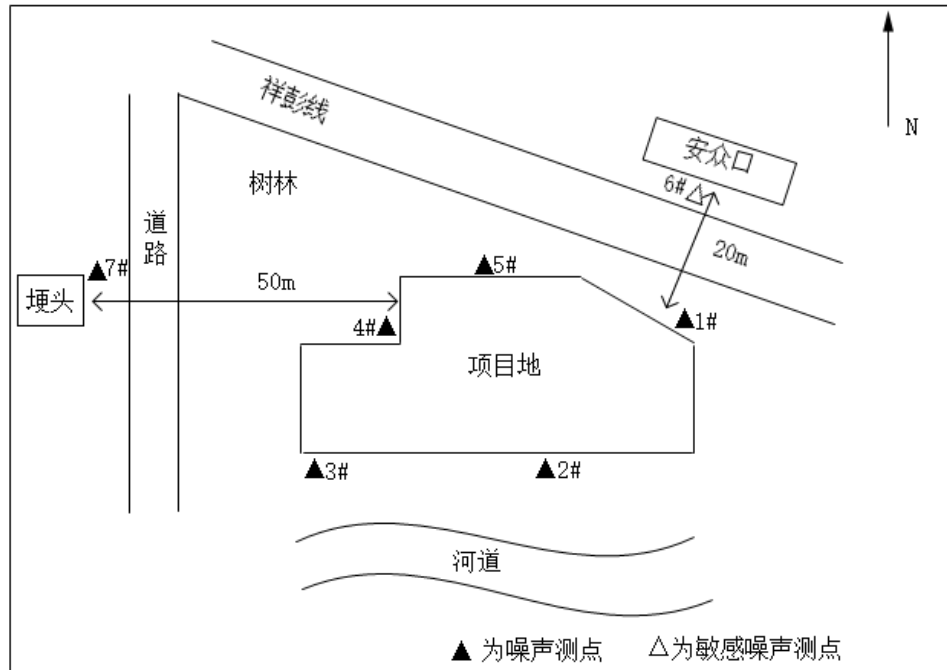 祥彭线
安众口
N
6#△
树林
20m
道路
▲7#
▲5#
50m
埂头
▲1#
4#▲
项目地
▲3#
▲2#
河道
▲为噪声测点
△为敏感噪声测点